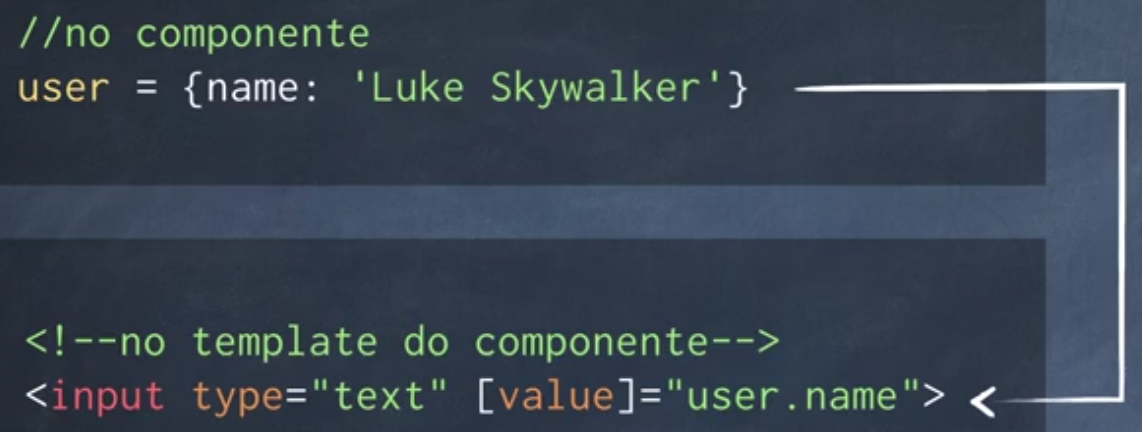 //no componente
user = {name: 'Luke Skywalker'}
<!--no template do componente-->
<input type="text" [value]="user.name">